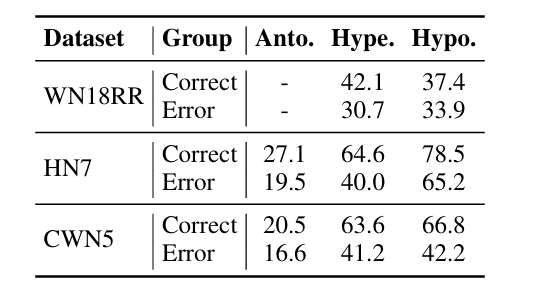 Dataset Group Anto. Hype. Hypo.
WN18RR Correct - 42.1 37.4
Error - 30.7 33.9
HN7 Correct 27.1 64.6 78.5
Error 19.5 40.0 65.2
CWN5 Correct 20.5 63.6 66.8
Error 16.6 41.2 42.2